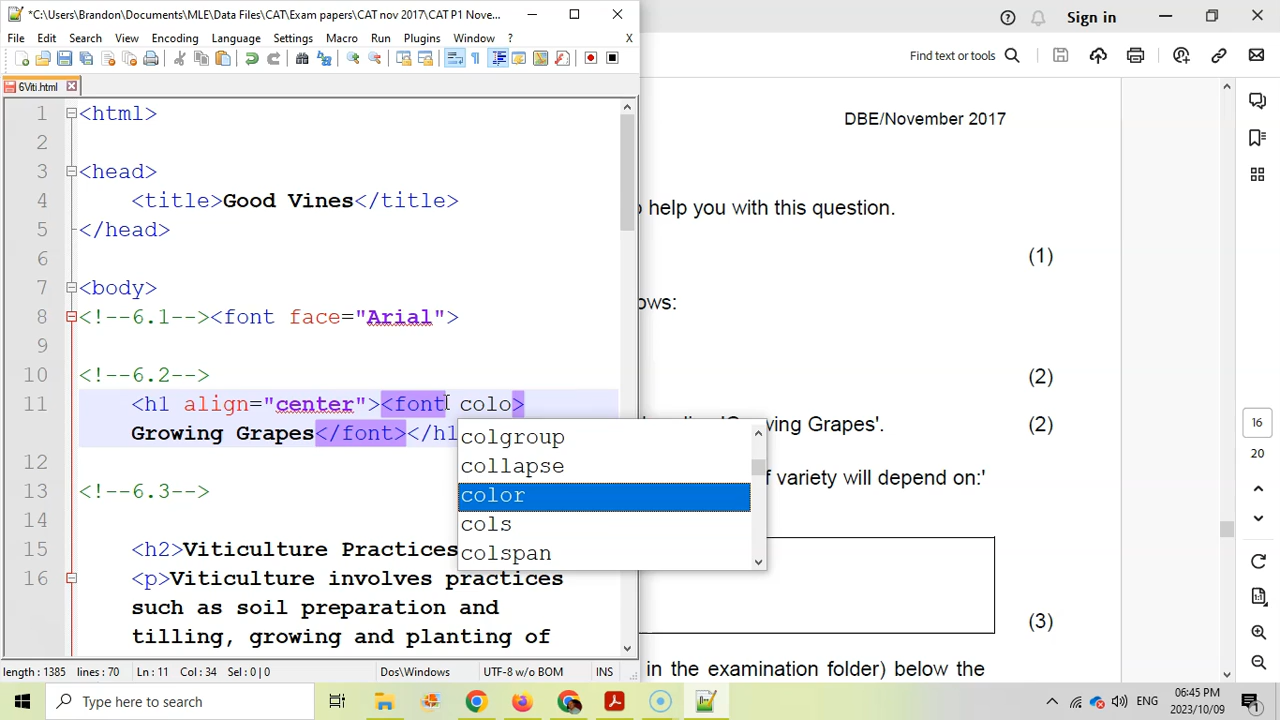 *C:\Users\Brandon\Documents\MLE\Data Files\CAT\Exam papers\CAT nov 2017\CAT P1 Nove...
File Edit Search View Encoding Language Settings Macro Run Plugins Window ? X
6Viti.html
1 <html>
2
3 <head>
4 <title>Good Vines</title>
5 </head>
6
7 <body>
8 <!--6.1--><font face="Arial">
9
10 <!--6.2-->
11 <h1 align="center"><font colo>
Growing Grapes</font></h1
12
13 <!--6.3-->
14
15 <h2>Viticulture Practices
16 <p>Viticulture involves practices
such as soil preparation and
tilling, growing and planting of
colgroup
collapse
color
cols
colspan
length : 1385 lines : 70 Ln : 11 Col : 34 Sel : 0 | 0 Dos\Windows UTF-8 w/o BOM INS
Sign in
Find text or tools
DBE/November 2017
o help you with this question.
(1)
ows:
(2)
ving Grapes'. (2)
f variety will depend on:'
(3)
in the examination folder) below the
16
20
1:1
Type here to search
ENG
06:45 PM
2023/10/09
1